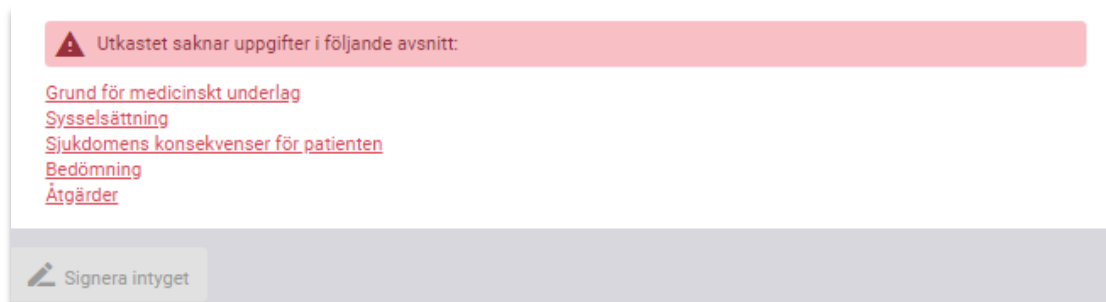 Utkastet saknar uppgifter i följande avsnitt:
Grund för medicinskt underlag
Sysselsättning
Sjukdomens konsekvenser för patienten
Bedömning
Åtgärder
Signera intyget